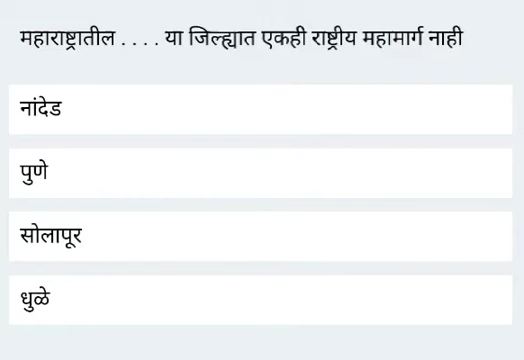 महाराष्ट्रातील . . . . या जिल्ह्यात एकही राष्ट्रीय महामार्ग नाही
नांदेड
पुणे
सोलापूर
धुळे